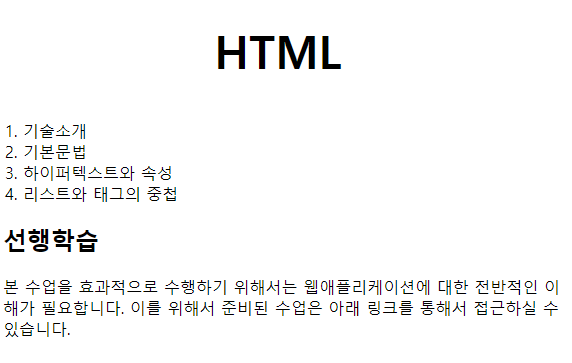 HTML
1. 기술소개
2. 기본문법
3. 하이퍼텍스트와 속성
4. 리스트와 태그의 중첩
선행학습
본 수업을 효과적으로 수행하기 위해서는 웹애플리케이션에 대한 전반적인 이
해가 필요합니다. 이를 위해서 준비된 수업은 아래 링크를 통해서 접근하실 수
있습니다.